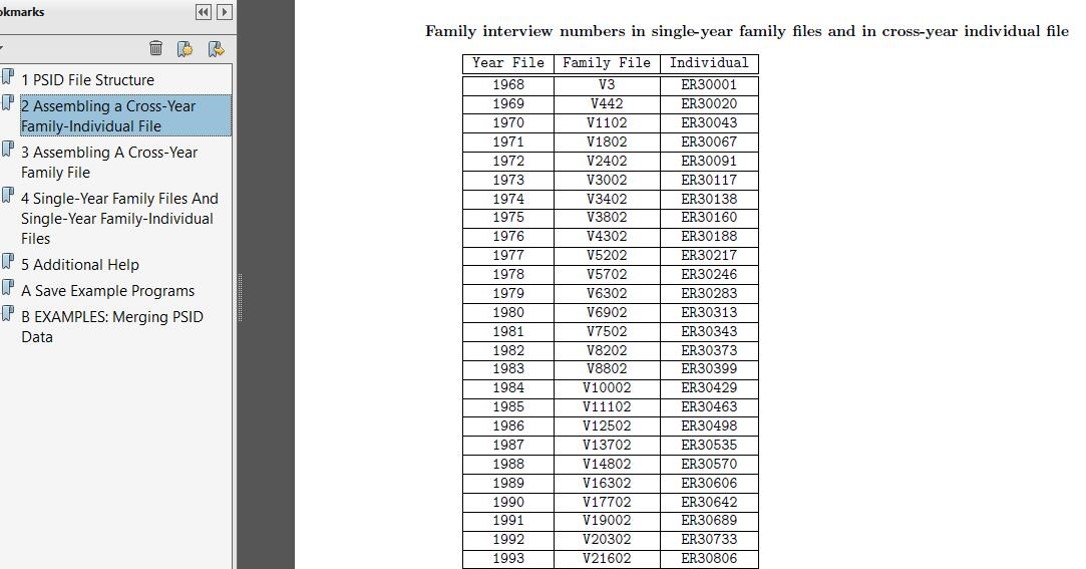 okmarks
1 PSID File Structure
2 Assembling a Cross-Year
Family-Individual File
3 Assembling A Cross-Year
Family File
4 Single-Year Family Files And
Single-Year Family-Individual
Files
5 Additional Help
A Save Example Programs
B EXAMPLES: Merging PSID
Data
Family interview numbers in single-year family files and in cross-year individual file
Year File Family File Individual
1968 V3 ER30001
1969 V442 ER30020
1970 V1102 ER30043
1971 V1802 ER30067
1972 V2402 ER30091
1973 V3002 ER30117
1974 V3402 ER30138
1975 V3802 ER30160
1976 V4302 ER30188
1977 V5202 ER30217
1978 V5702 ER30246
1979 V6302 ER30283
1980 V6902 ER30313
1981 V7502 ER30343
1982 V8202 ER30373
1983 V8802 ER30399
1984 V10002 ER30429
1985 V11102 ER30463
1986 V12502 ER30498
1987 V13702 ER30535
1988 V14802 ER30570
1989 V16302 ER30606
1990 V17702 ER30642
1991 V19002 ER30689
1992 V20302 ER30733
1993 V21602 ER30806